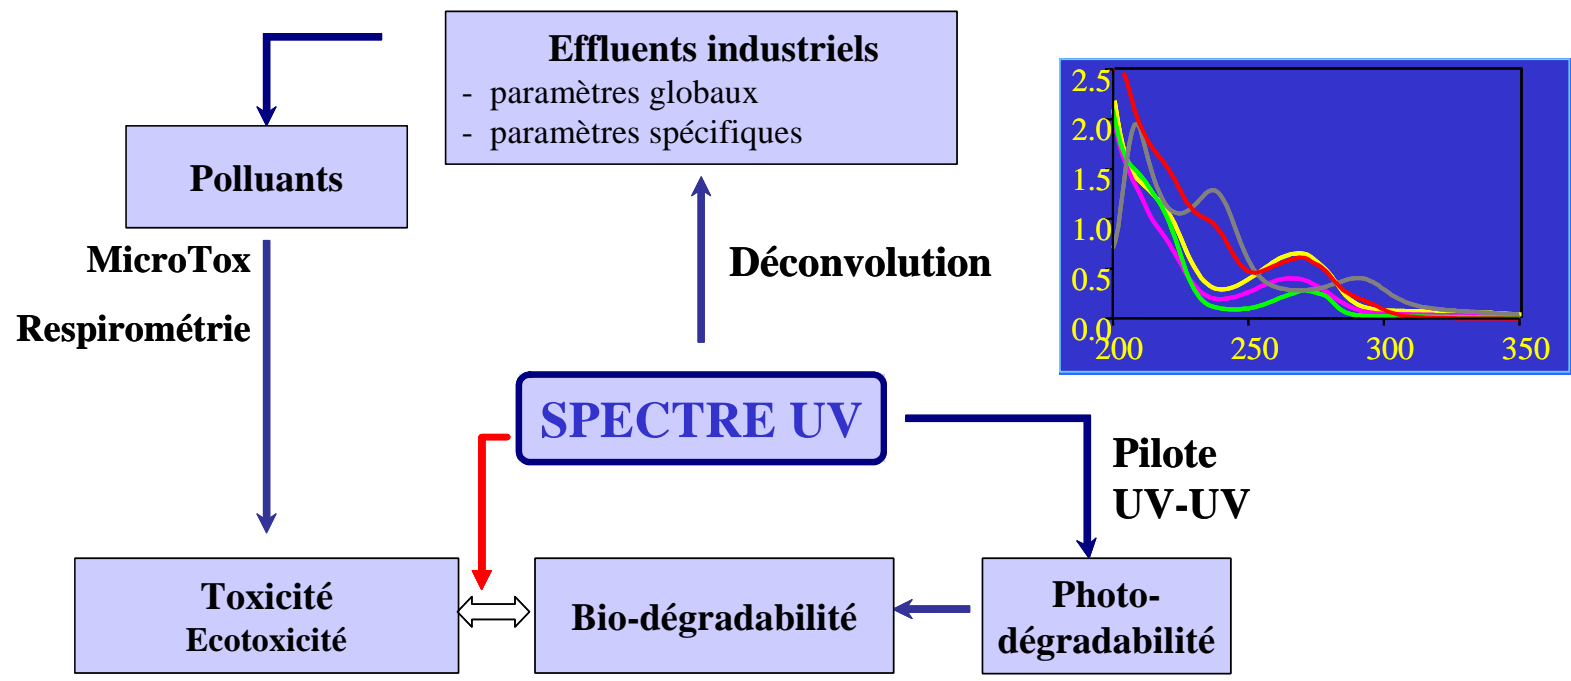 Effluents industriels
- paramètres globaux
- paramètres spécifiques
Polluants
MicroTox
Respirométrie
Déconvolution
2.5
2.0
1.5
1.0
0.5
0.0
200 250 300 350
SPECTRE UV
Pilote
UV-UV
Toxicité
Ecotoxicité
Bio-dégradabilité
Photo-
dégradabilité